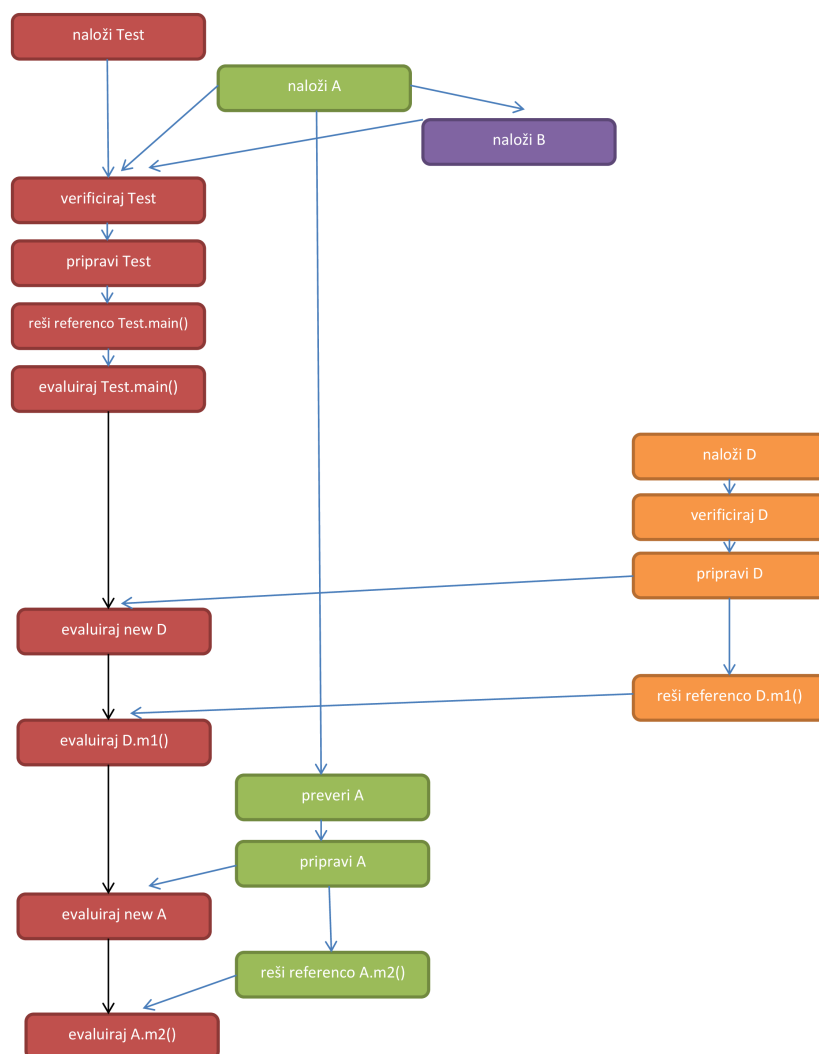 naloži Test
naloži A
naloži B
verificiraj Test
pripravi Test
reši referenco Test.main()
evaluiraj Test.main()
naloži D
verificiraj D
pripravi D
evaluiraj new D
reši referenco D.m1()
evaluiraj D.m1()
preveri A
pripravi A
evaluiraj new A
reši referenco A.m2()
evaluiraj A.m2()